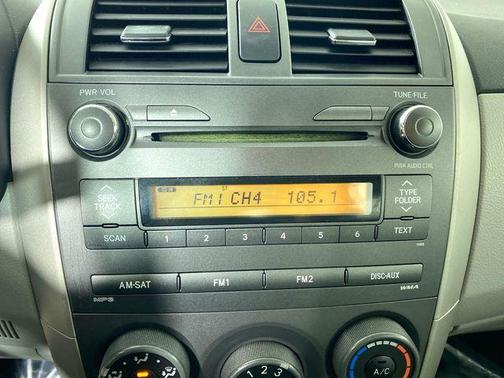 PWR·VOL
TUNE·FILE
PUSH AUDIO CTRL
ST
FM1 CH4 105.1
SEEK
TRACK
TYPE
FOLDER
SCAN
1 2 3 4 5 6
TEXT
AM·SAT
FM1
FM2
DISC·AUX
MP3
WMA
A/C